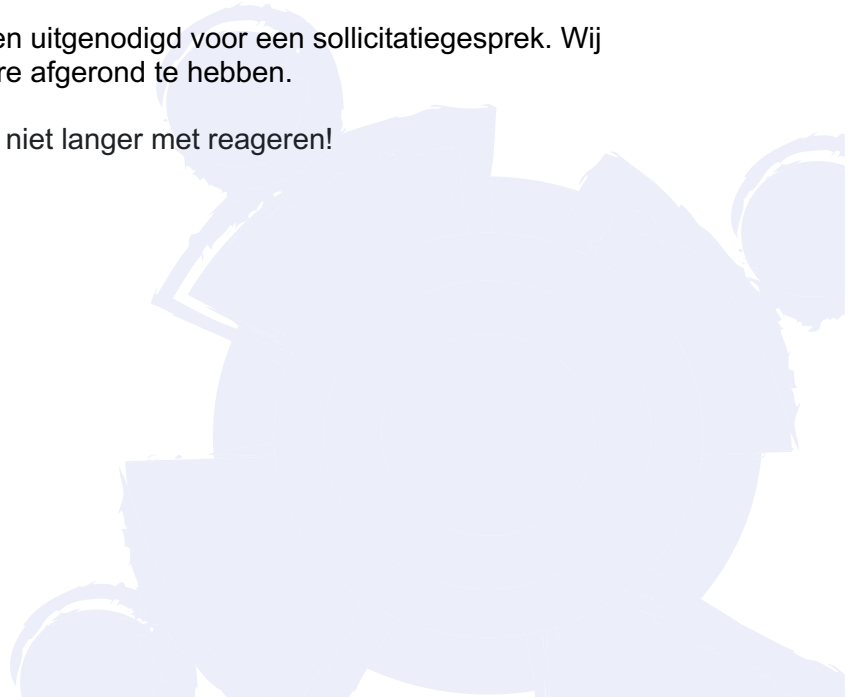 en uitgenodigd voor een sollicitatiegesprek. Wij
re afgerond te hebben.
niet langer met reageren!